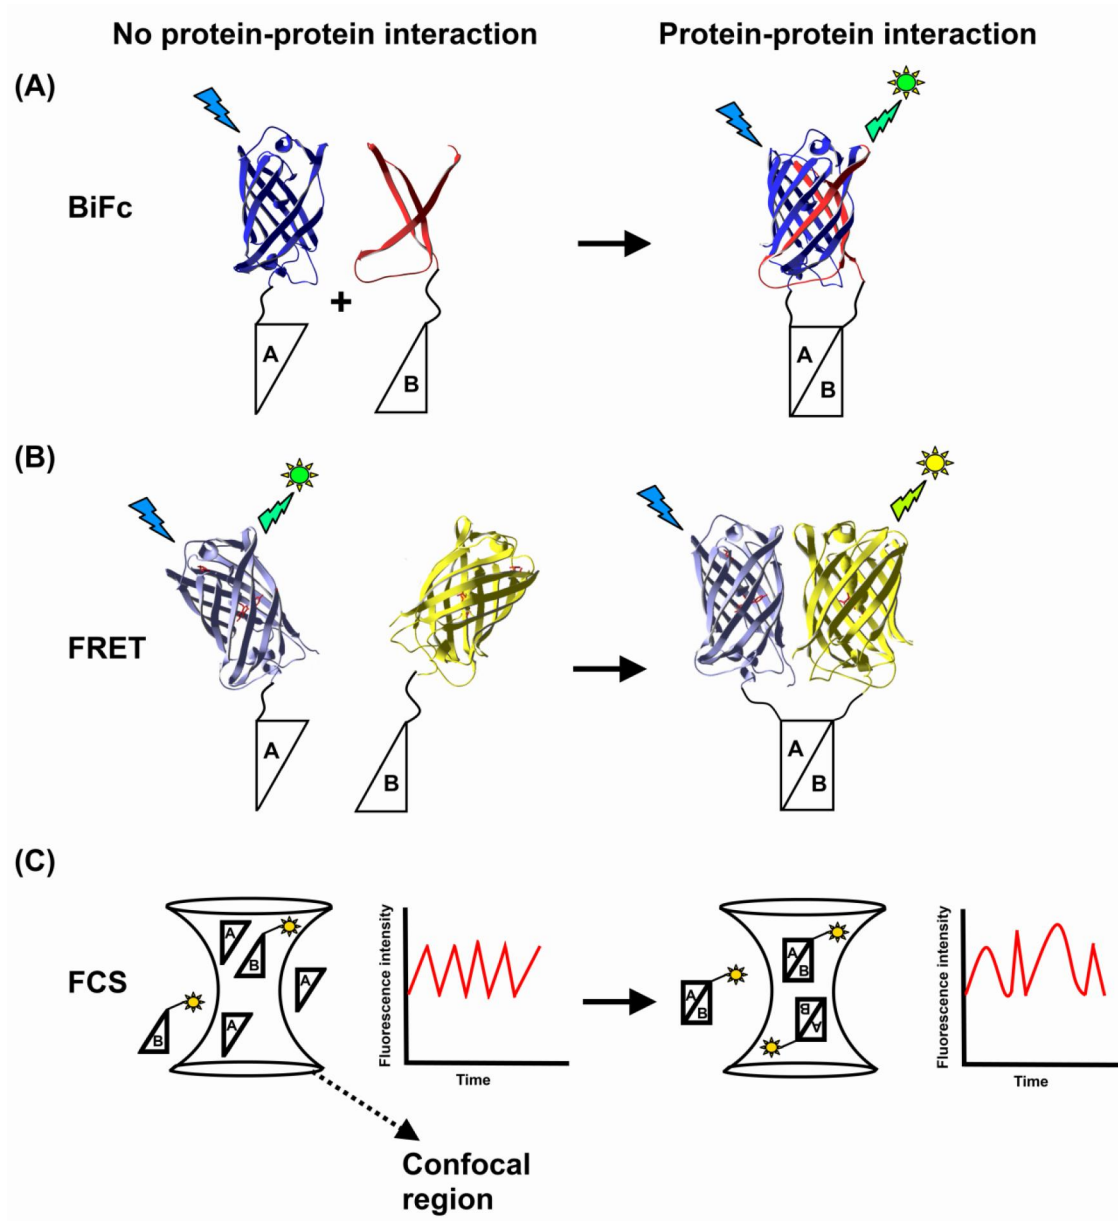 No protein-protein interaction
Protein-protein interaction
(A)
BiFc
+
A
B
A
B
(B)
FRET
A
B
A
B
(C)
FCS
A
B
A
A
B
Fluorescence intensity
Time
A
B
A
B
A
B
Fluorescence intensity
Time
Confocal
region